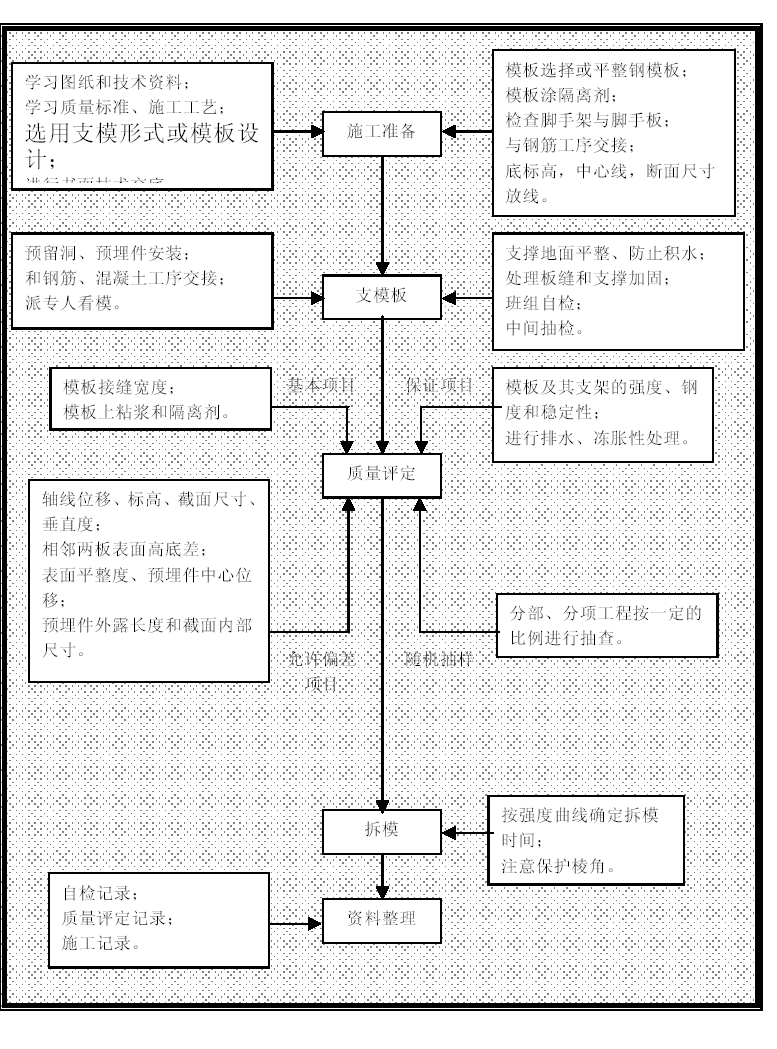 学习图纸和技术资料；
学习质量标准、施工工艺；
选用支模形式或模板设
计；
进行书面技术交底
施工准备
模板选择或平整钢模板；
模板涂隔离剂；
检查脚手架与脚手板；
与钢筋工序交接；
底标高，中心线，断面尺寸
放线。
预留洞、预埋件安装；
和钢筋、混凝土工序交接；
派专人看模。
支模板
支撑地面平整、防止积水；
处理板缝和支撑加固；
班组自检；
中间抽检。
模板接缝宽度；
模板上粘浆和隔离剂。
基本项目
保证项目
模板及其支架的强度、钢
度和稳定性；
进行排水、冻胀性处理。
质量评定
轴线位移、标高、截面尺寸、
垂直度；
相邻两板表面高底差；
表面平整度、预埋件中心位
移；
预埋件外露长度和截面内部
尺寸。
允许偏差
项目
随机抽样
分部、分项工程按一定的
比例进行抽查。
拆模
按强度曲线确定拆模
时间；
注意保护棱角。
自检记录；
质量评定记录；
施工记录。
资料整理